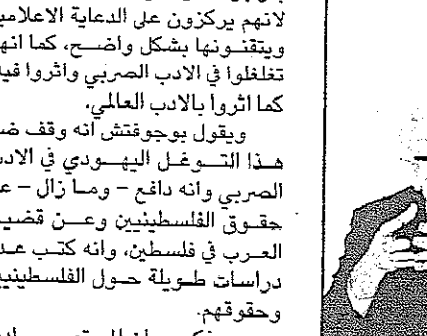 لانهم يركزون على الدعاية الاعلامي
ويتقنونها بشكل واضح، كما انه
تغلغلوا في الادب الصربي واثروا في
كما اثروا بالادب العالمي.
ويقول بوجوفتش انه وقف ض
هذا التوغل اليهودي في الاد
الصربي وانه دافع – وما زال – ع
حقوق الفلسطينيين وعن قضي
العرب في فلسطين، وانه كتب عد
دراسات طويلة حول الفلسطيني
وحقوقهم.